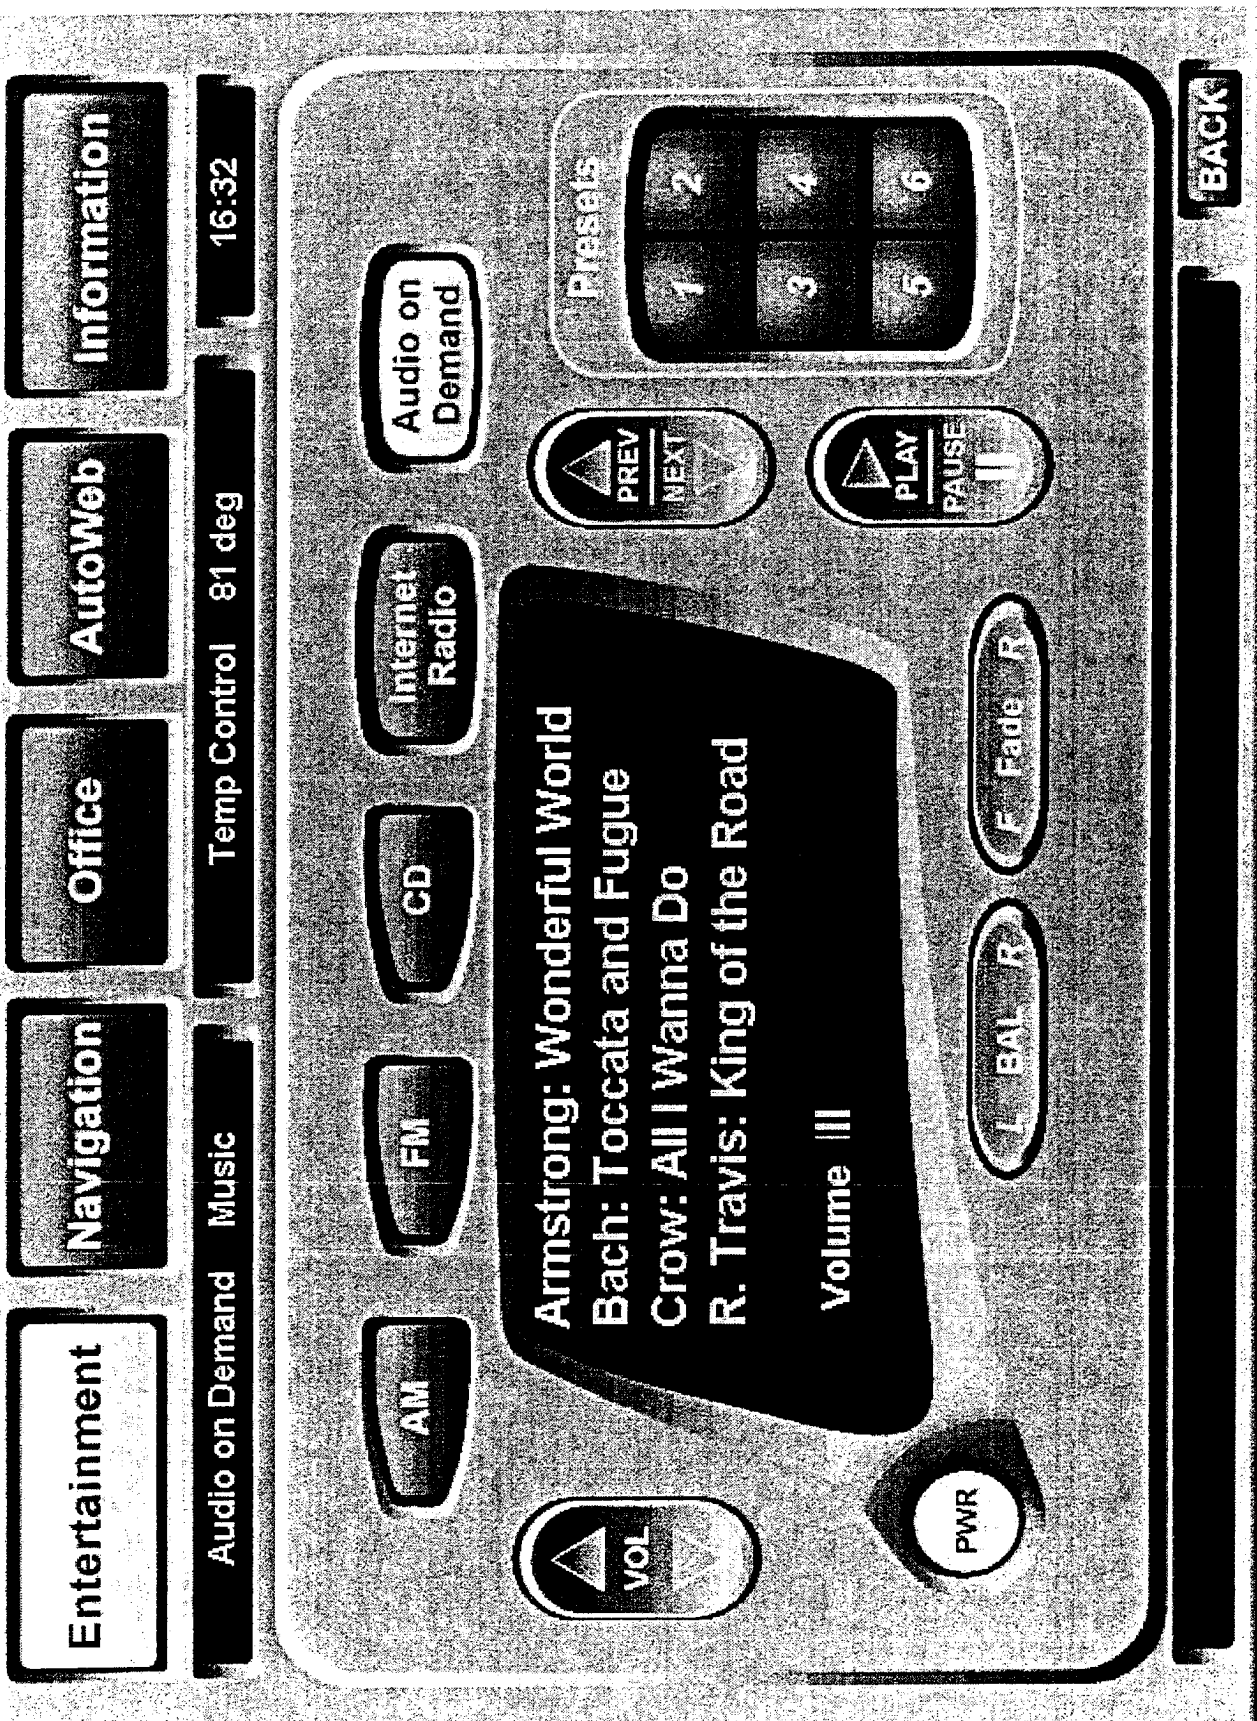 Entertainment
Navigation
Office
AutoWeb
Information
Audio on Demand Music
Temp Control 81 deg
16:32
AM
FM
CD
Internet
Radio
Audio on
Demand
VOL
Armstrong: Wonderful World
Bach: Toccata and Fugue
Crow: All I Wanna Do
R. Travis: King of the Road
Volume |||
PREV
NEXT
PLAY
PAUSE
Presets
1 2
3 4
5 6
PWR
L BAL R
F Fade R
BACK